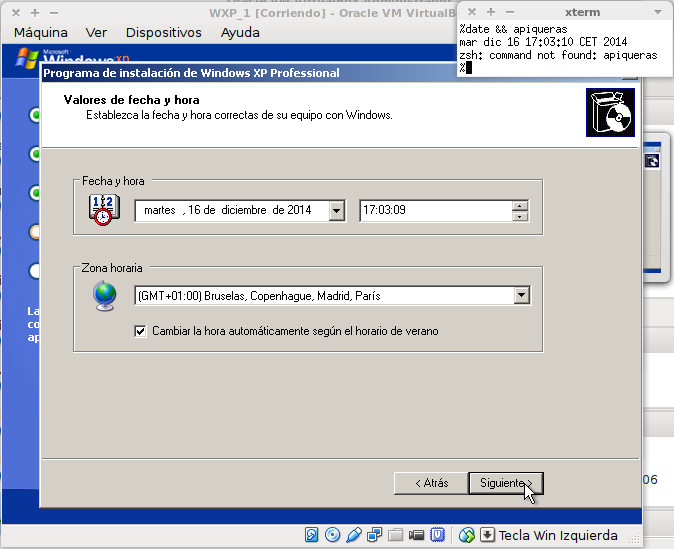 WXP_1 [Corriendo] - Oracle VM VirtualB
Máquina Ver Dispositivos Ayuda
xterm
%date && apiqueras
mar dic 16 17:03:10 CET 2014
zsh: command not found: apiqueras
%
Microsoft
Windows xp
Programa de instalación de Windows XP Professional
Valores de fecha y hora
Establezca la fecha y hora correctas de su equipo con Windows.
Fecha y hora
martes , 16 de diciembre de 2014
17:03:09
Zona horaria
(GMT+01:00) Bruselas, Copenhague, Madrid, París
Cambiar la hora automáticamente según el horario de verano
La
co
ap
< Atrás
Siguiente >
06
Tecla Win Izquierda